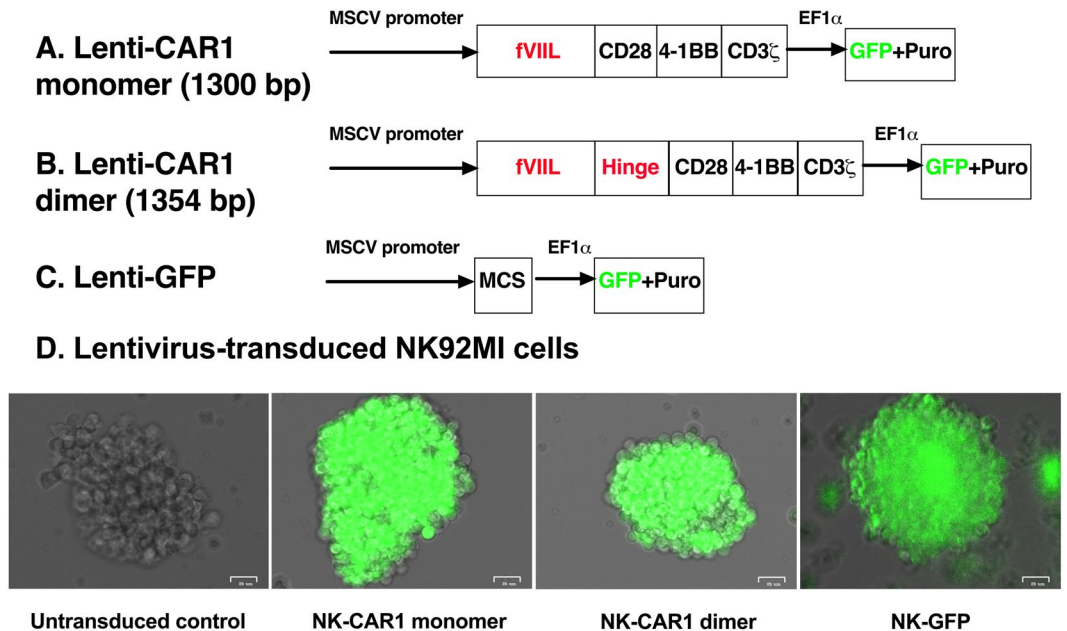 MSCV promoter
EF1α
A. Lenti-CAR1
monomer (1300 bp)
fVIIL CD28 4-1BB CD3ζ GFP+Puro
MSCV promoter
EF1α
B. Lenti-CAR1
dimer (1354 bp)
fVIIL Hinge CD28 4-1BB CD3ζ GFP+Puro
MSCV promoter
EF1α
C. Lenti-GFP
MCS GFP+Puro
D. Lentivirus-transduced NK92MI cells
Untransduced control NK-CAR1 monomer NK-CAR1 dimer NK-GFP